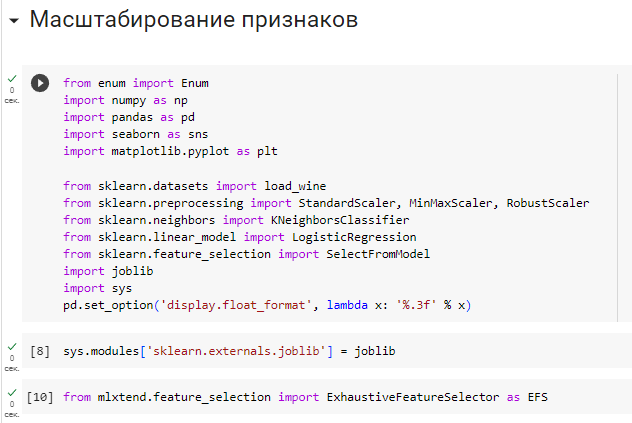 Масштабирование признаков
0
сек.
from enum import Enum
import numpy as np
import pandas as pd
import seaborn as sns
import matplotlib.pyplot as plt
from sklearn.datasets import load_wine
from sklearn.preprocessing import StandardScaler, MinMaxScaler, RobustScaler
from sklearn.neighbors import KNeighborsClassifier
from sklearn.linear_model import LogisticRegression
from sklearn.feature_selection import SelectFromModel
import joblib
import sys
pd.set_option('display.float_format', lambda x: '%.3f' % x)
0
сек.
[8] sys.modules['sklearn.externals.joblib'] = joblib
0
сек.
[10] from mlxtend.feature_selection import ExhaustiveFeatureSelector as EFS